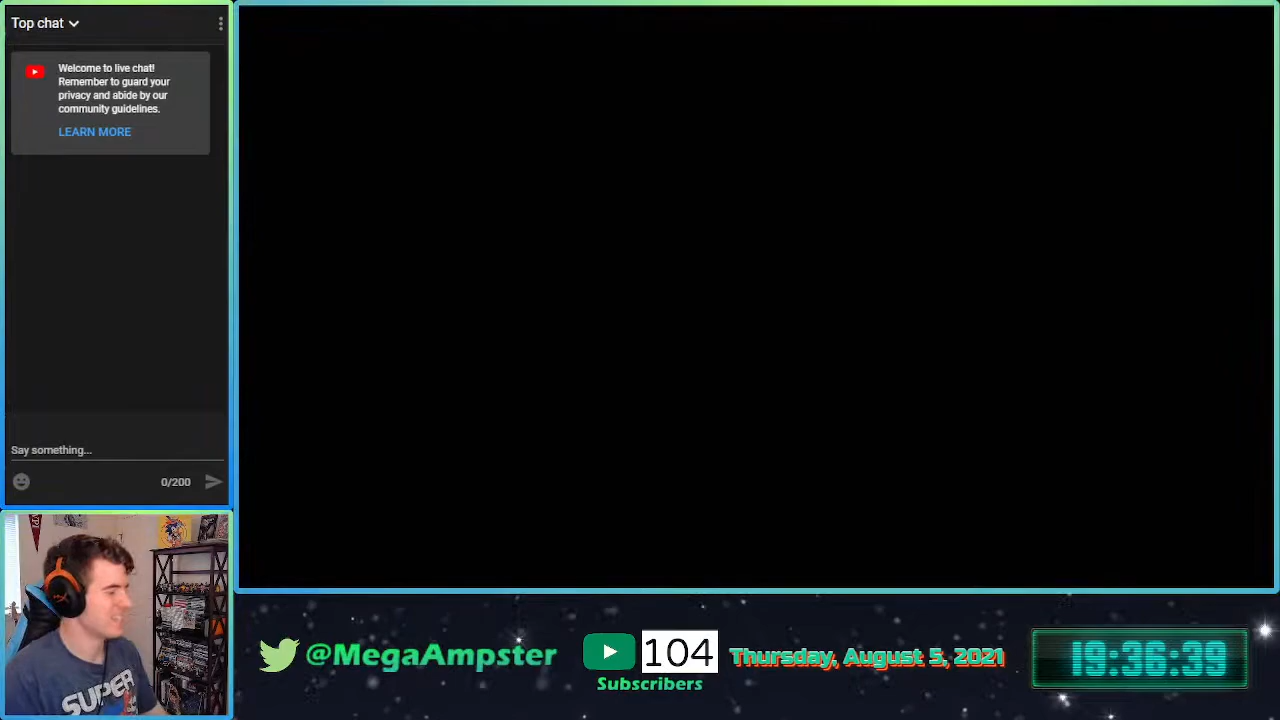 Top chat
Welcome to live chat!
Remember to guard your
privacy and abide by our
community guidelines.
LEARN MORE
Say something...
0/200
SUPER
@MegaAmpster
104
Subscribers
Thursday, August 5, 2021
19:36:39